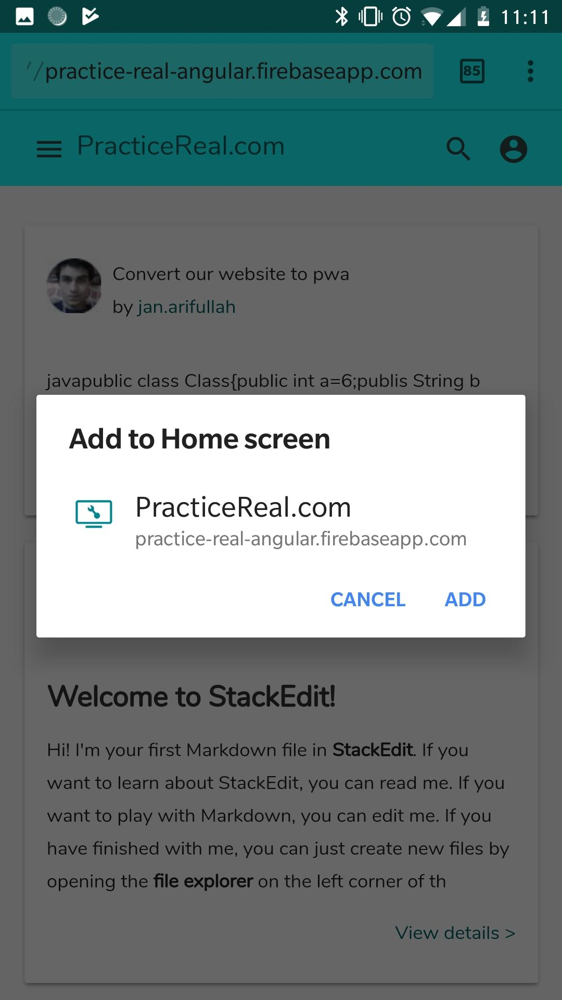 11:11
//practice-real-angular.firebaseapp.com
85
PracticeReal.com
Convert our website to pwa
by jan.arifullah
javapublic class Class{public int a=6;publis String b
Add to Home screen
PracticeReal.com
practice-real-angular.firebaseapp.com
CANCEL ADD
Welcome to StackEdit!
Hi! I'm your first Markdown file in StackEdit. If you
want to learn about StackEdit, you can read me. If you
want to play with Markdown, you can edit me. If you
have finished with me, you can just create new files by
opening the file explorer on the left corner of th
View details >